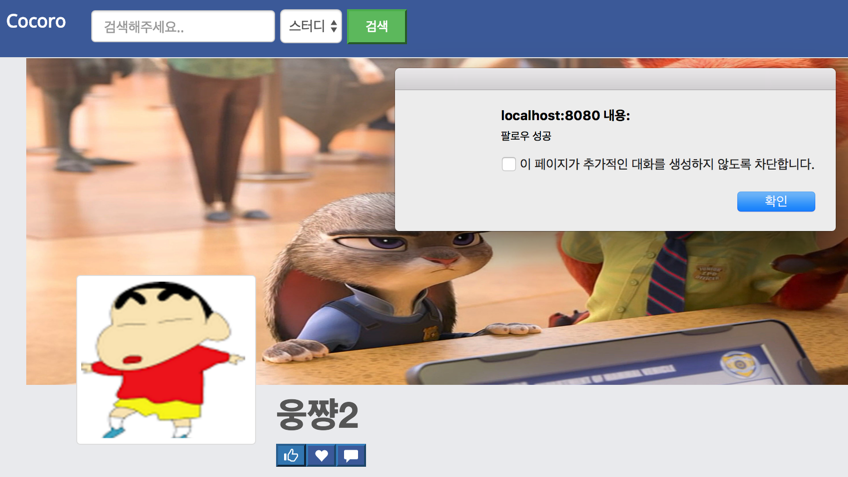 Cocoro
검색해주세요..
스터디
검색
localhost:8080 내용:
팔로우 성공
이 페이지가 추가적인 대화를 생성하지 않도록 차단합니다.
확인
웅쨩2